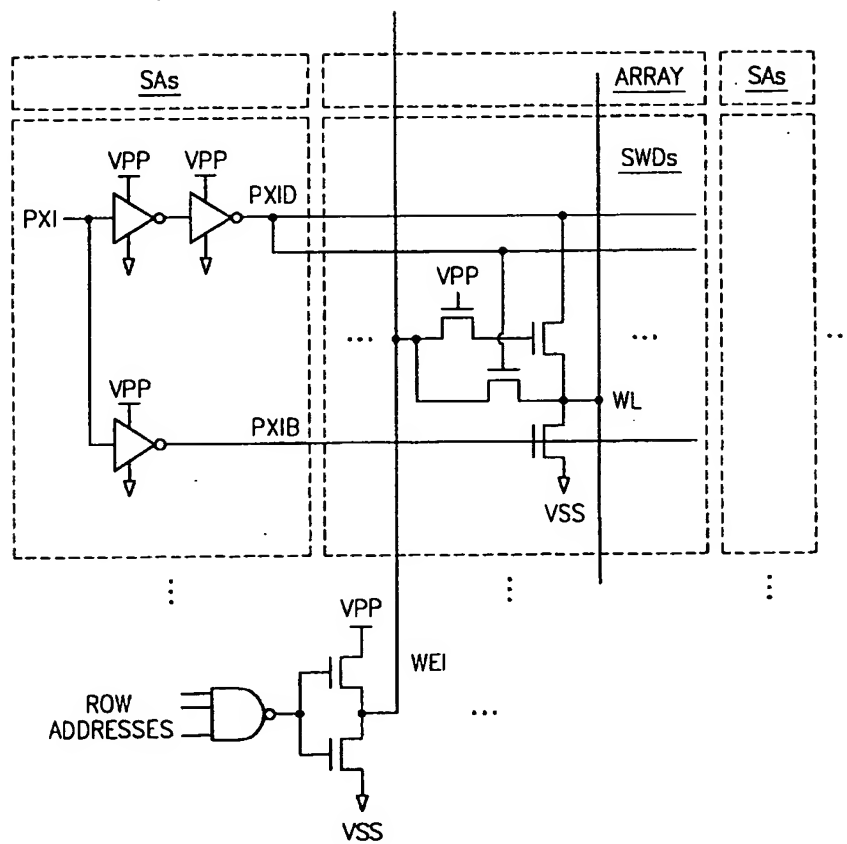 SAs
ARRAY
SAs
SWDs
VPP
VPP
PXI
PXID
VPP
...
...
..
VPP
WL
PXIB
VSS
⋮
⋮
⋮
VPP
WEI
ROW
ADDRESSES
...
VSS